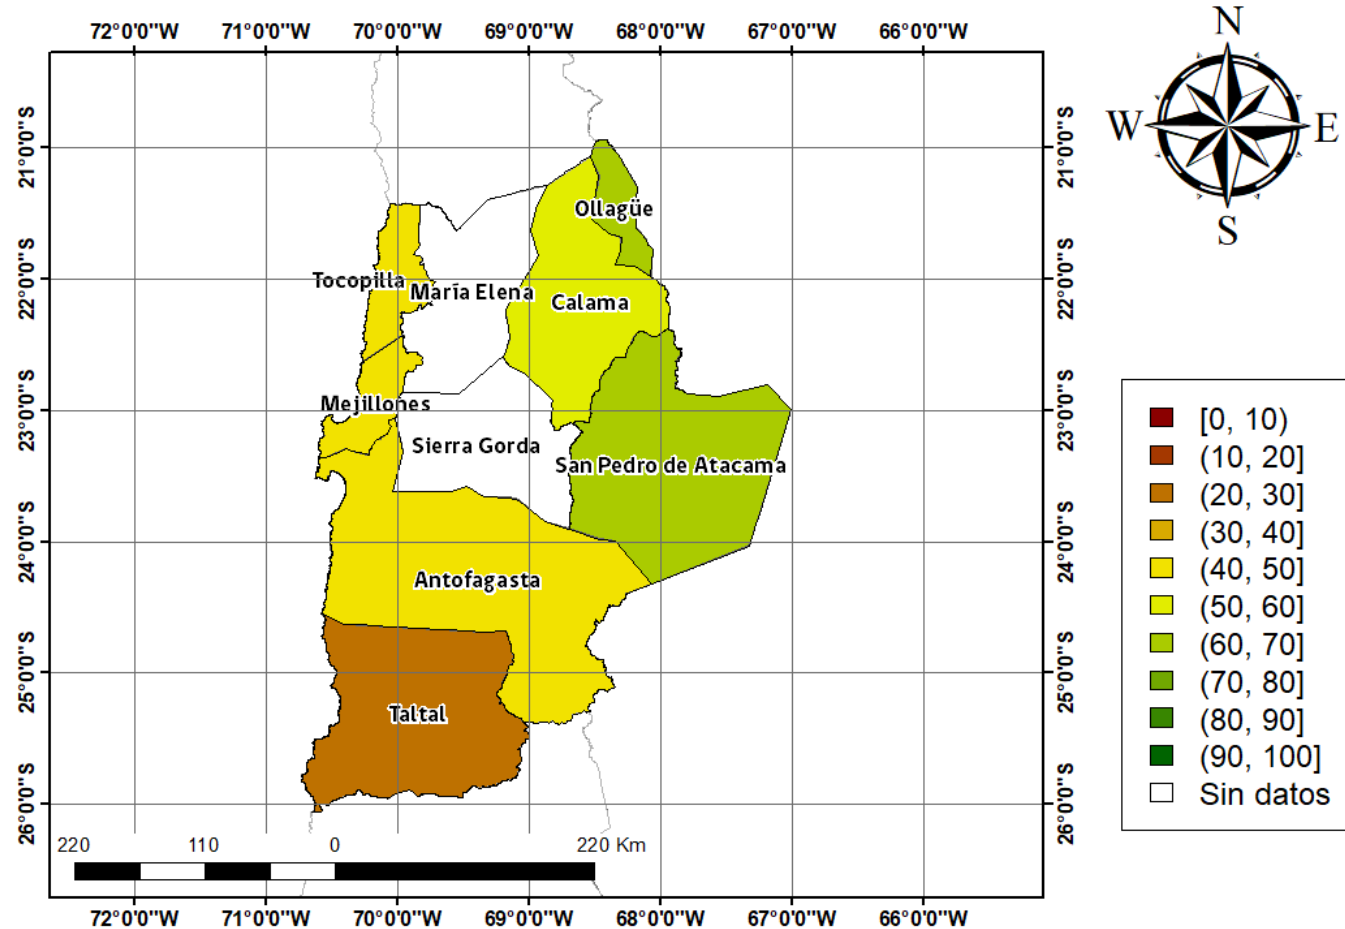 72°0'0"W 71°0'0"W 70°0'0"W 69°0'0"W 68°0'0"W 67°0'0"W 66°0'0"W
N
W E
S
21°0'0"S 21°0'0"S
Ollagüe
Tocopilla
22°0'0"S 22°0'0"S
María Elena
Calama
Mejillones
23°0'0"S 23°0'0"S
Sierra Gorda
San Pedro de Atacama
24°0'0"S 24°0'0"S
Antofagasta
25°0'0"S 25°0'0"S
Taltal
26°0'0"S 26°0'0"S
220 110 0 220 Km
72°0'0"W 71°0'0"W 70°0'0"W 69°0'0"W 68°0'0"W 67°0'0"W 66°0'0"W
[0, 10)
(10, 20]
(20, 30]
(30, 40]
(40, 50]
(50, 60]
(60, 70]
(70, 80]
(80, 90]
(90, 100]
Sin datos